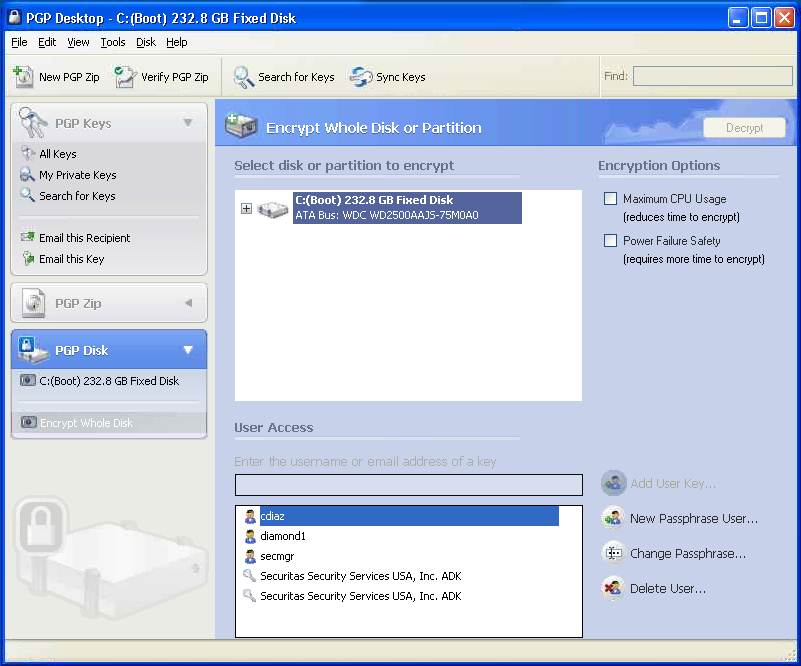 PGP Desktop - C:(Boot) 232.8 GB Fixed Disk
File Edit View Tools Disk Help
New PGP Zip Verify PGP Zip Search for Keys Sync Keys Find:
PGP Keys
All Keys
My Private Keys
Search for Keys
Email this Recipient
Email this Key
PGP Zip
PGP Disk
C:(Boot) 232.8 GB Fixed Disk
Encrypt Whole Disk
Encrypt Whole Disk or Partition
Decrypt
Select disk or partition to encrypt
C:(Boot) 232.8 GB Fixed Disk
ATA Bus: WDC WD2500AAJS-75M0A0
Encryption Options
Maximum CPU Usage
(reduces time to encrypt)
Power Failure Safety
(requires more time to encrypt)
User Access
Enter the username or email address of a key
cdiaz
diamond1
secmgr
Securitas Security Services USA, Inc. ADK
Securitas Security Services USA, Inc. ADK
Add User Key...
New Passphrase User...
Change Passphrase...
Delete User...